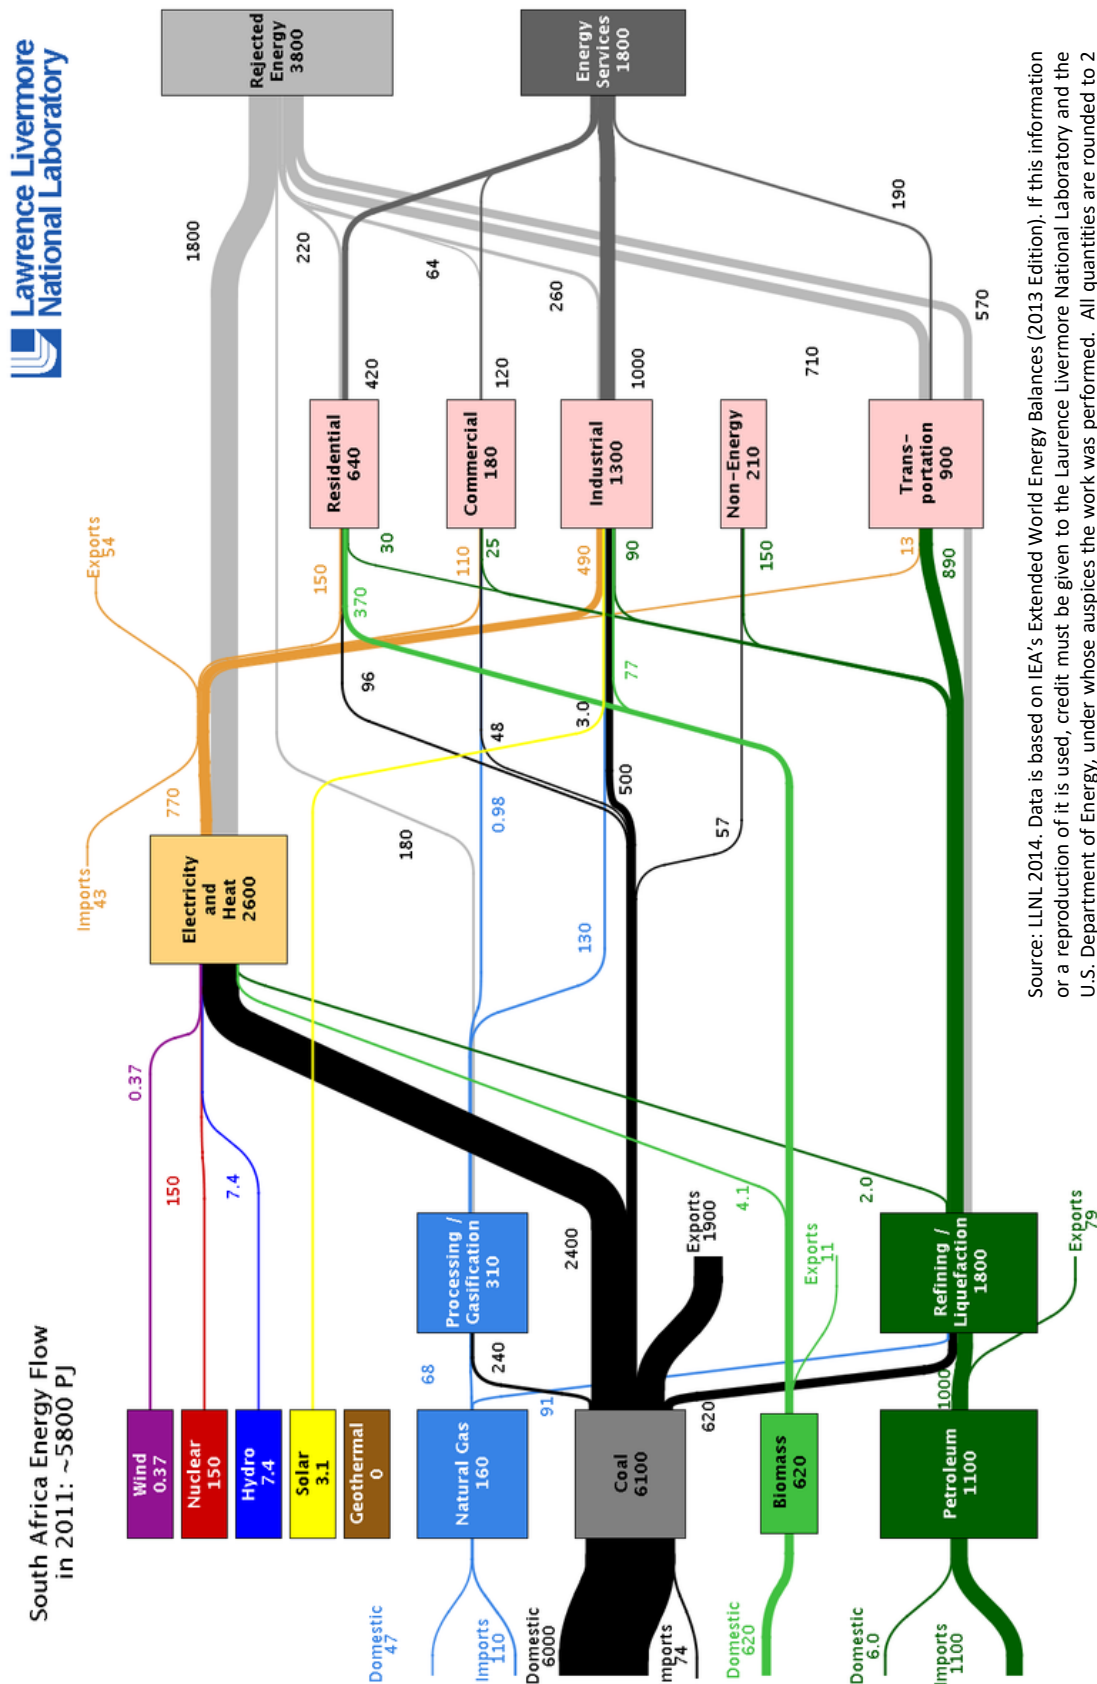 South Africa Energy Flow
in 2011: ~5800 PJ
Lawrence Livermore
National Laboratory
Wind
0.37
Nuclear
150
Hydro
7.4
Solar
3.1
Geothermal
0
Natural Gas
160
Coal
6100
Biomass
620
Petroleum
1100
Domestic
47
Imports
110
Domestic
6000
mports
74
Domestic
620
Domestic
6.0
Imports
1100
0.37
150
7.4
68
91
240
620
1000
2400
Exports
1900
4.1
Exports
11
2.0
Exports
79
Processing /
Gasification
310
Refining /
Liquefaction
1800
Electricity
and
Heat
2600
Imports
43
Exports
54
770
180
0.98
130
96
48
3.0
500
57
77
150
370
30
110
25
490
90
150
13
890
Residential
640
Commercial
180
Industrial
1300
Non-Energy
210
Trans-
portation
900
1800
220
420
64
120
260
1000
710
190
570
Rejected
Energy
3800
Energy
Services
1800
Source: LLNL 2014. Data is based on IEA's Extended World Energy Balances (2013 Edition). If this information
or a reproduction of it is used, credit must be given to the Laurence Livermore National Laboratory and the
U.S. Department of Energy, under whose auspices the work was performed. All quantities are rounded to 2